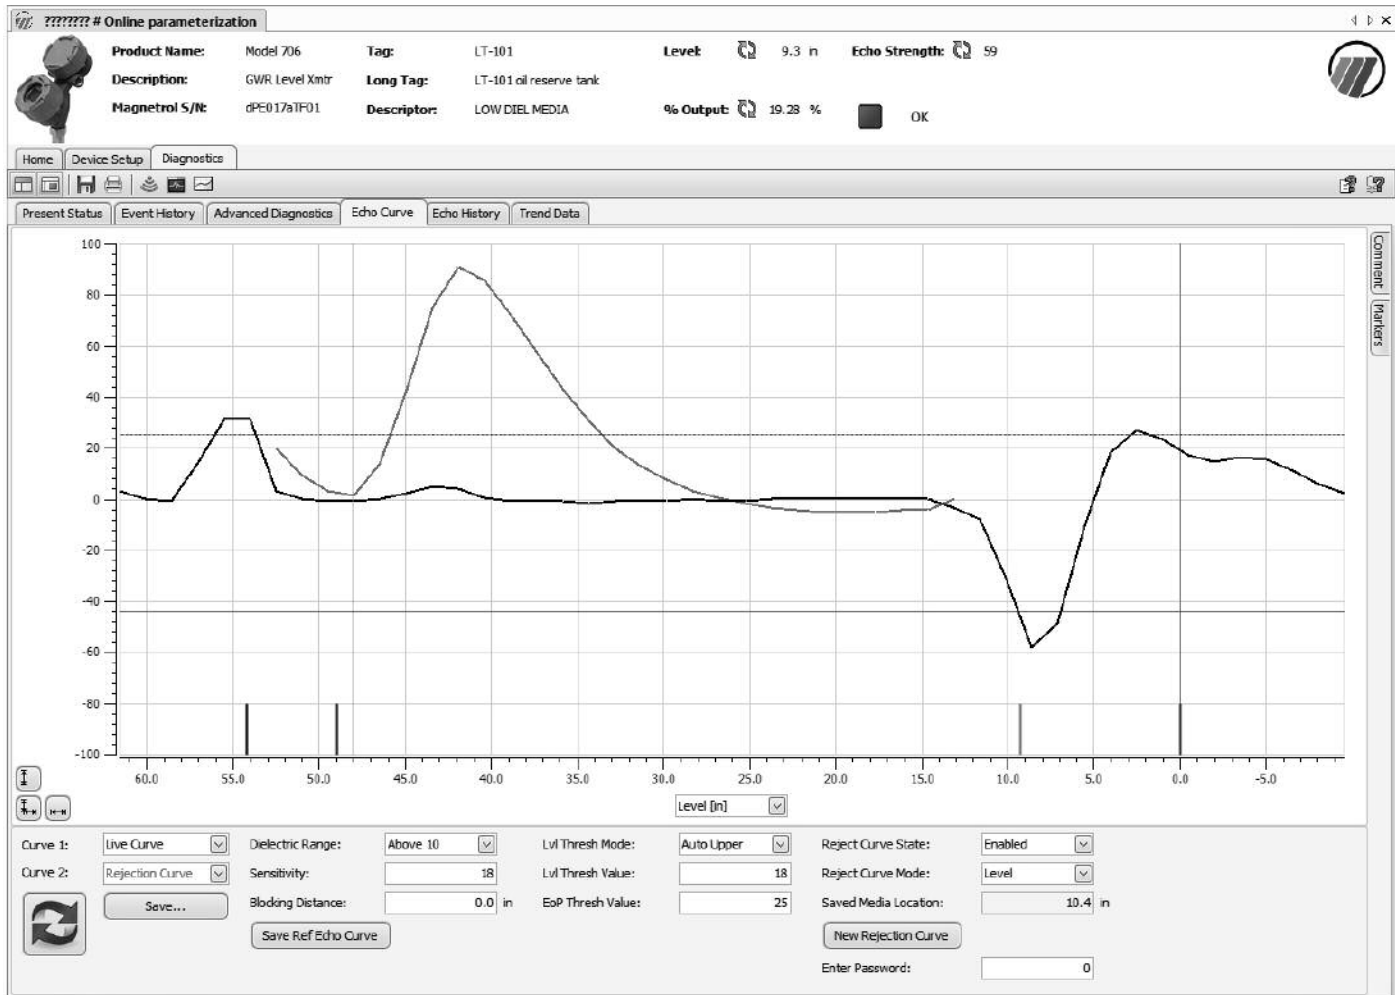 ???????? # Online parameterization
Product Name: Model 706 Tag: LT-101 Level: 9.3 in Echo Strength: 59
Description: GWR Level Xmtr Long Tag: LT-101 oil reserve tank
Magnetrol S/N: dPE017aTF01 Descriptor: LOW DIEL MEDIA % Output: 19.28 % OK
Home Device Setup Diagnostics
Present Status Event History Advanced Diagnostics Echo Curve Echo History Trend Data
Comment
Markers
100
80
60
40
20
0
-20
-40
-60
-80
-100
60.0 55.0 50.0 45.0 40.0 35.0 30.0 25.0 20.0 15.0 10.0 5.0 0.0 -5.0
Level [in]
Curve 1: Live Curve Dielectric Range: Above 10 Lvl Thresh Mode: Auto Upper Reject Curve State: Enabled
Curve 2: Rejection Curve Sensitivity: 18 Lvl Thresh Value: 18 Reject Curve Mode: Level
Save... Blocking Distance: 0.0 in EoP Thresh Value: 25 Saved Media Location: 10.4 in
Save Ref Echo Curve New Rejection Curve
Enter Password: 0